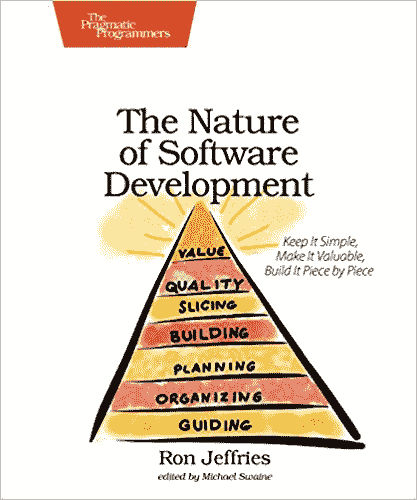 The
Pragmatic
Programmers
The Nature
of Software
Development
Keep It Simple,
Make It Valuable,
Build It Piece by Piece
VALUE
QUALITY
SLICING
BUILDING
PLANNING
ORGANIZING
GUIDING
Ron Jeffries
edited by Michael Swaine